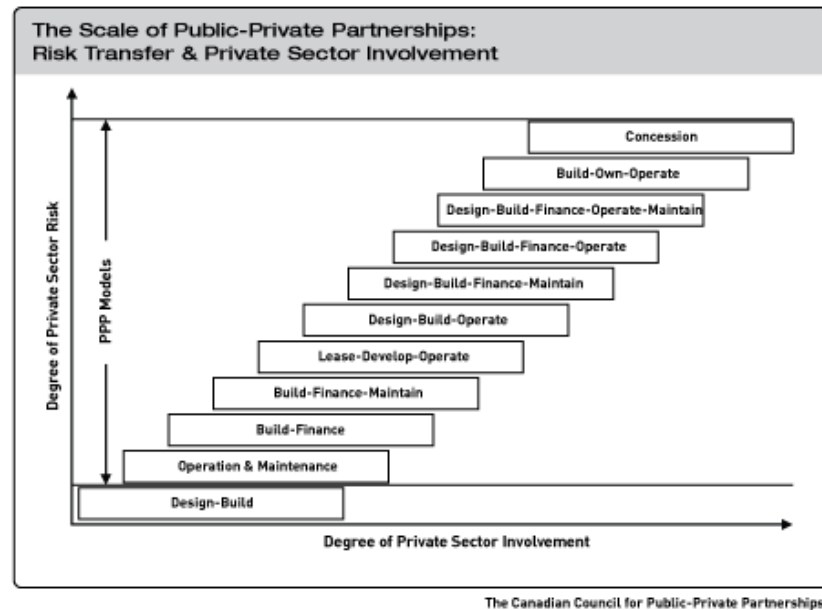 The Scale of Public-Private Partnerships:
Risk Transfer & Private Sector Involvement
Degree of Private Sector Risk
PPP Models
Concession
Build-Own-Operate
Design-Build-Finance-Operate-Maintain
Design-Build-Finance-Operate
Design-Build-Finance-Maintain
Design-Build-Operate
Lease-Develop-Operate
Build-Finance-Maintain
Build-Finance
Operation & Maintenance
Design-Build
Degree of Private Sector Involvement
The Canadian Council for Public-Private Partnerships